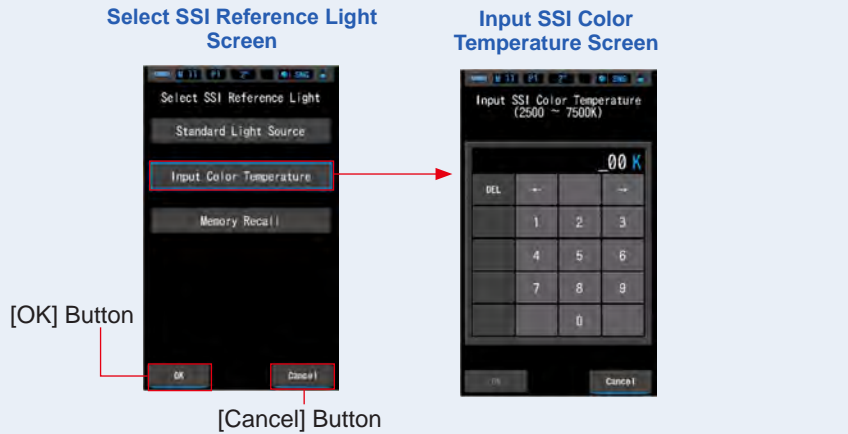 Select SSI Reference Light
Screen
Input SSI Color
Temperature Screen
Select SSI Reference Light
Standard Light Source
Input Color Temperature
Memory Recall
OK
Cancel
[OK] Button
[Cancel] Button
Input SSI Color Temperature
(2500 ~ 7500K)
_00 K
DEL ← →
1 2 3
4 5 6
7 8 9
0
Cancel